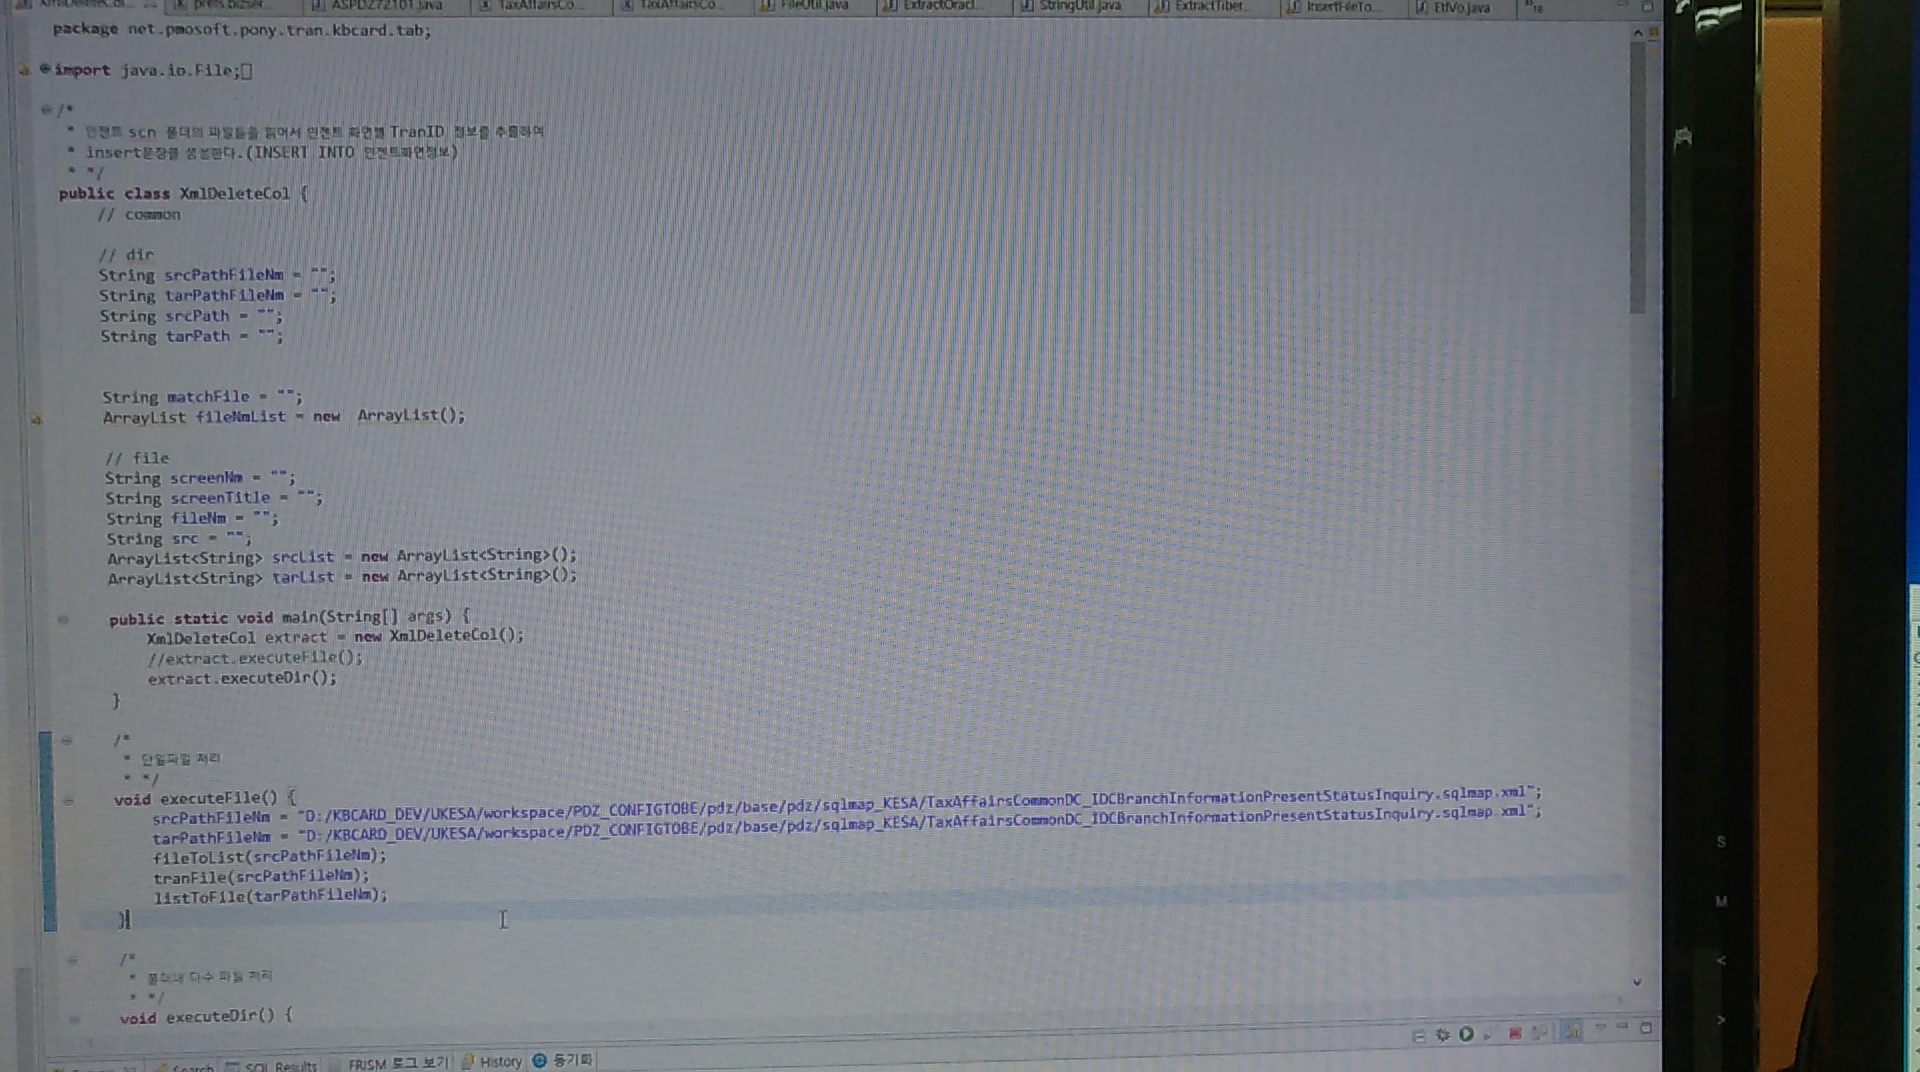 ASPDZ72101.java
TaxAffairsCo...
TaxAffairsCo...
FileUtil.java
ExtractOracl...
StringUtil.java
ExtractTiber...
InsertFileTo...
EtfVo.java
18
package net.pmosoft.pony.tran.kbcard.tab;
import java.io.File;
/*
* 인젠트 scn 폴더의 파일들을 읽어서 인젠트 화면별 TranID 정보를 추출하여
* insert문장을 생성한다.(INSERT INTO 인젠트화면정보)
* */
public class XmlDeleteCol {
// common
// dir
String srcPathFileNm = "";
String tarPathFileNm = "";
String srcPath = "";
String tarPath = "";
String matchFile = "";
ArrayList fileNmList = new ArrayList();
// file
String screenNm = "";
String screenTitle = "";
String fileNm = "";
String src = "";
ArrayList<String> srcList = new ArrayList<String>();
ArrayList<String> tarList = new ArrayList<String>();
public static void main(String[] args) {
XmlDeleteCol extract = new XmlDeleteCol();
//extract.executeFile();
extract.executeDir();
}
/*
* 단일파일 처리
* */
void executeFile() {
srcPathFileNm = "D:/KBCARD_DEV/UKESA/workspace/PDZ_CONFIGTOBE/pdz/base/pdz/sqlmap_KESA/TaxAffairsCommonDC_IDCBranchInformationPresentStatusInquiry.sqlmap.xml";
tarPathFileNm = "D:/KBCARD_DEV/UKESA/workspace/PDZ_CONFIGTOBE/pdz/base/pdz/sqlmap_KESA/TaxAffairsCommonDC_IDCBranchInformationPresentStatusInquiry.sqlmap.xml";
fileToList(srcPathFileNm);
tranFile(srcPathFileNm);
listToFile(tarPathFileNm);
}
/*
* 폴더내 다수 파일 처리
* */
void executeDir() {
Search
SQL Results
FRISM 로그 보기
History
동기화
S
M
<
>